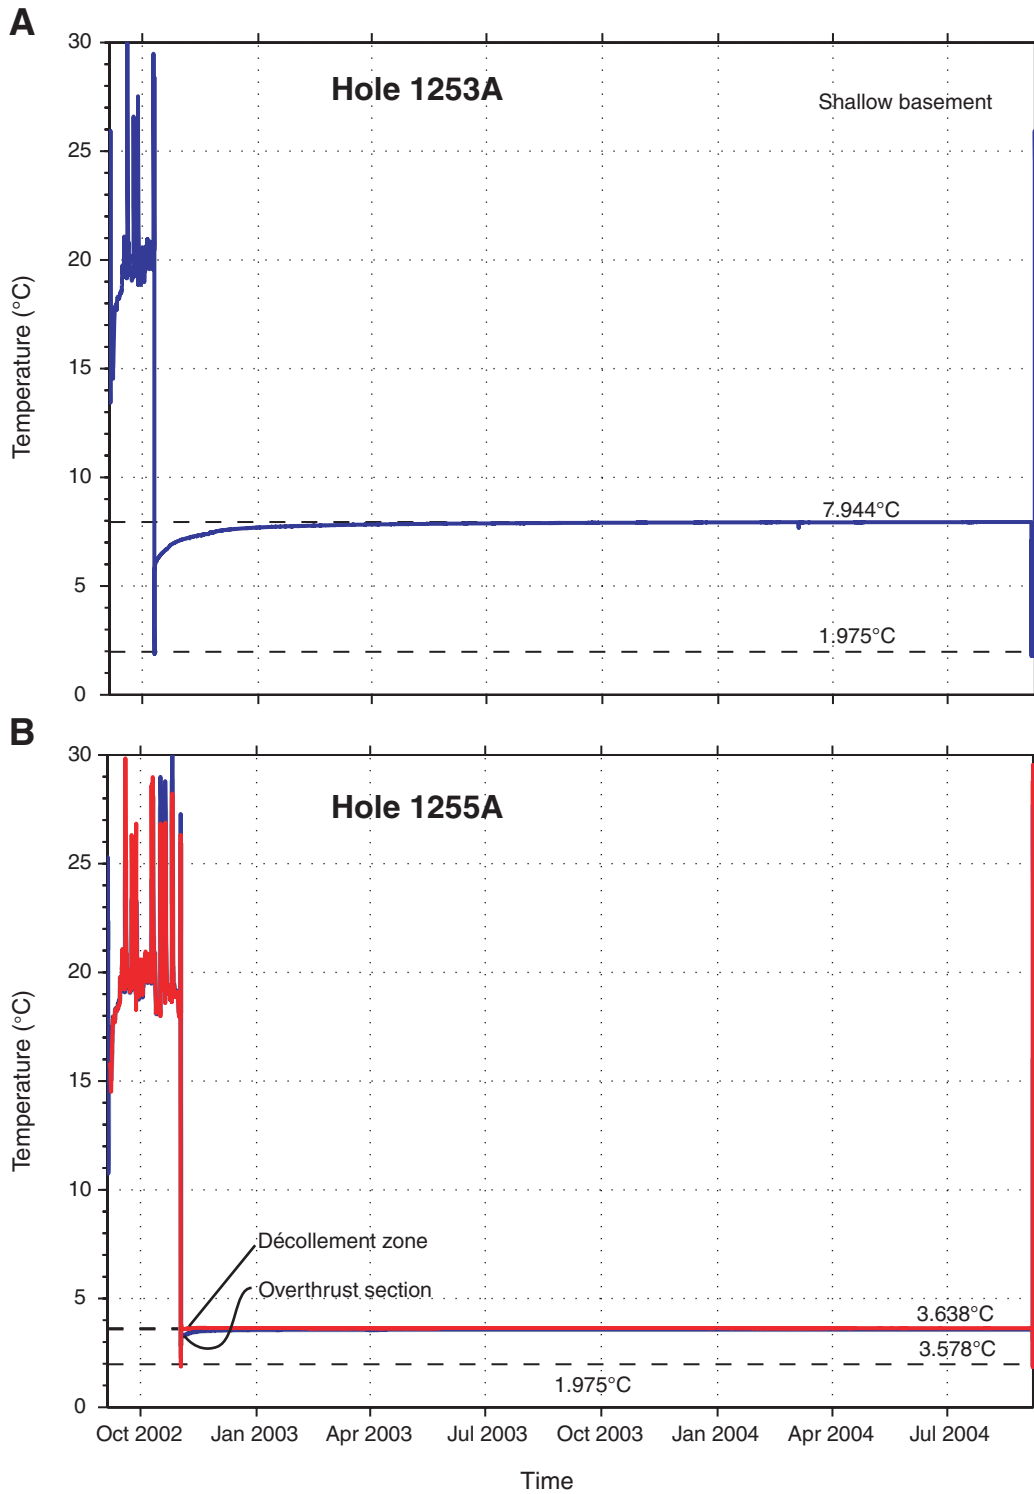 A
30
25
20
15
10
5
0
Temperature (°C)
Hole 1253A
Shallow basement
7.944°C
1.975°C
B
30
25
20
15
10
5
0
Temperature (°C)
Hole 1255A
Décollement zone
Overthrust section
3.638°C
3.578°C
1.975°C
Oct 2002 Jan 2003 Apr 2003 Jul 2003 Oct 2003 Jan 2004 Apr 2004 Jul 2004
Time